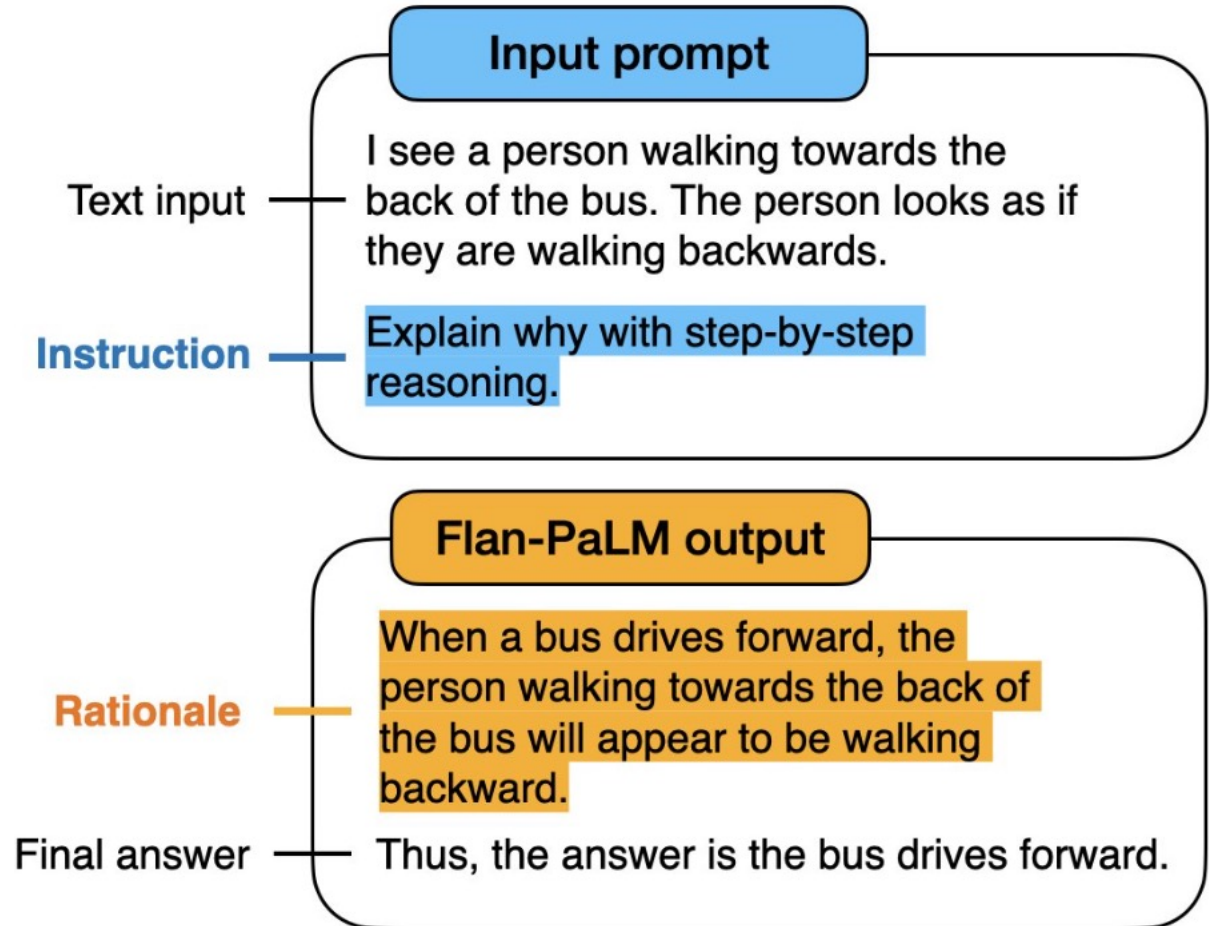 Input prompt
Text input
I see a person walking towards the
back of the bus. The person looks as if
they are walking backwards.
Instruction
Explain why with step-by-step
reasoning.
Flan-PaLM output
Rationale
When a bus drives forward, the
person walking towards the back of
the bus will appear to be walking
backward.
Final answer
Thus, the answer is the bus drives forward.